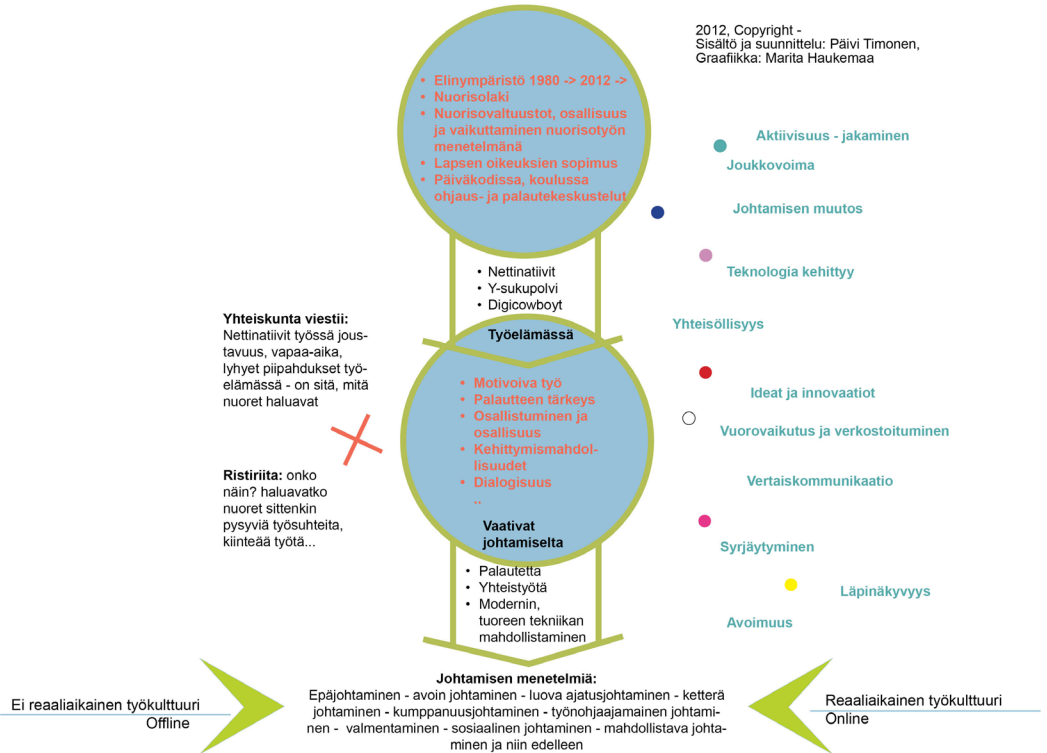 2012, Copyright -
Sisältö ja suunnittelu: Päivi Timonen,
Graafiikka: Marita Haukemaa
• Elinympäristö 1980 -> 2012 ->
• Nuorisolaki
• Nuorisovaltuustot, osallisuus
ja vaikuttaminen nuorisotyön
menetelmänä
• Lapsen oikeuksien sopimus
• Päiväkodissa, koulussa
ohjaus- ja palautekeskustelut
• Nettinatiivit
• Y-sukupolvi
• Digicowboyt
Työelämässä
• Motivoiva työ
• Palautteen tärkeys
• Osallistuminen ja
osallisuus
• Kehittymismahdol-
lisuudet
• Dialogisuus
..
Vaativat
johtamiselta
• Palautetta
• Yhteistyötä
• Modernin,
tuoreen tekniikan
mahdollistaminen
Yhteiskunta viestii:
Nettinatiivit työssä jous-
tavuus, vapaa-aika,
lyhyet piipahdukset työ-
elämässä - on sitä, mitä
nuoret haluavat
Ristiriita: onko
näin? haluavatko
nuoret sittenkin
pysyviä työsuhteita,
kiinteää työtä...
Aktiivisuus - jakaminen
Joukkovoima
Johtamisen muutos
Teknologia kehittyy
Yhteisöllisyys
Ideat ja innovaatiot
Vuorovaikutus ja verkostoituminen
Vertaiskommunikaatio
Syrjäytyminen
Läpinäkyvyys
Avoimuus
Ei reaaliaikainen työkulttuuri
Offline
Johtamisen menetelmiä:
Epäjohtaminen - avoin johtaminen - luova ajatusjohtaminen - ketterä
johtaminen - kumppanuusjohtaminen - työnohjaajamainen johtami-
nen - valmentaminen - sosiaalinen johtaminen - mahdollistava johta-
minen ja niin edelleen
Reaaliaikainen työkulttuuri
Online